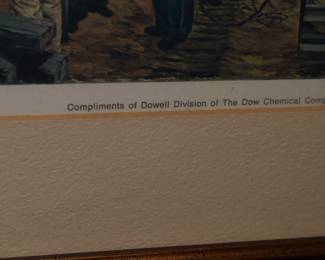 Compliments of Dowell Division of The Dow Chemical